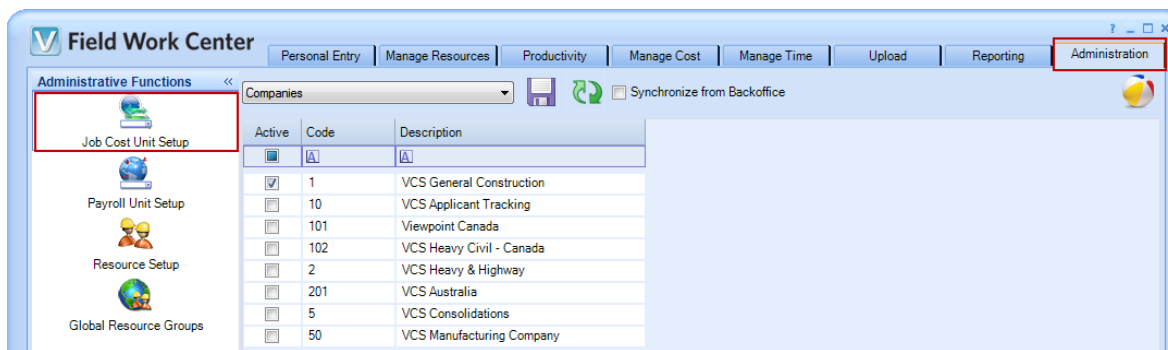 V Field Work Center
? _ □ ×
Personal Entry Manage Resources Productivity Manage Cost Manage Time Upload Reporting Administration
Administrative Functions «
Companies
Synchronize from Backoffice
Job Cost Unit Setup
Payroll Unit Setup
Resource Setup
Global Resource Groups
Active Code Description
A A
1 VCS General Construction
10 VCS Applicant Tracking
101 Viewpoint Canada
102 VCS Heavy Civil - Canada
2 VCS Heavy & Highway
201 VCS Australia
5 VCS Consolidations
50 VCS Manufacturing Company